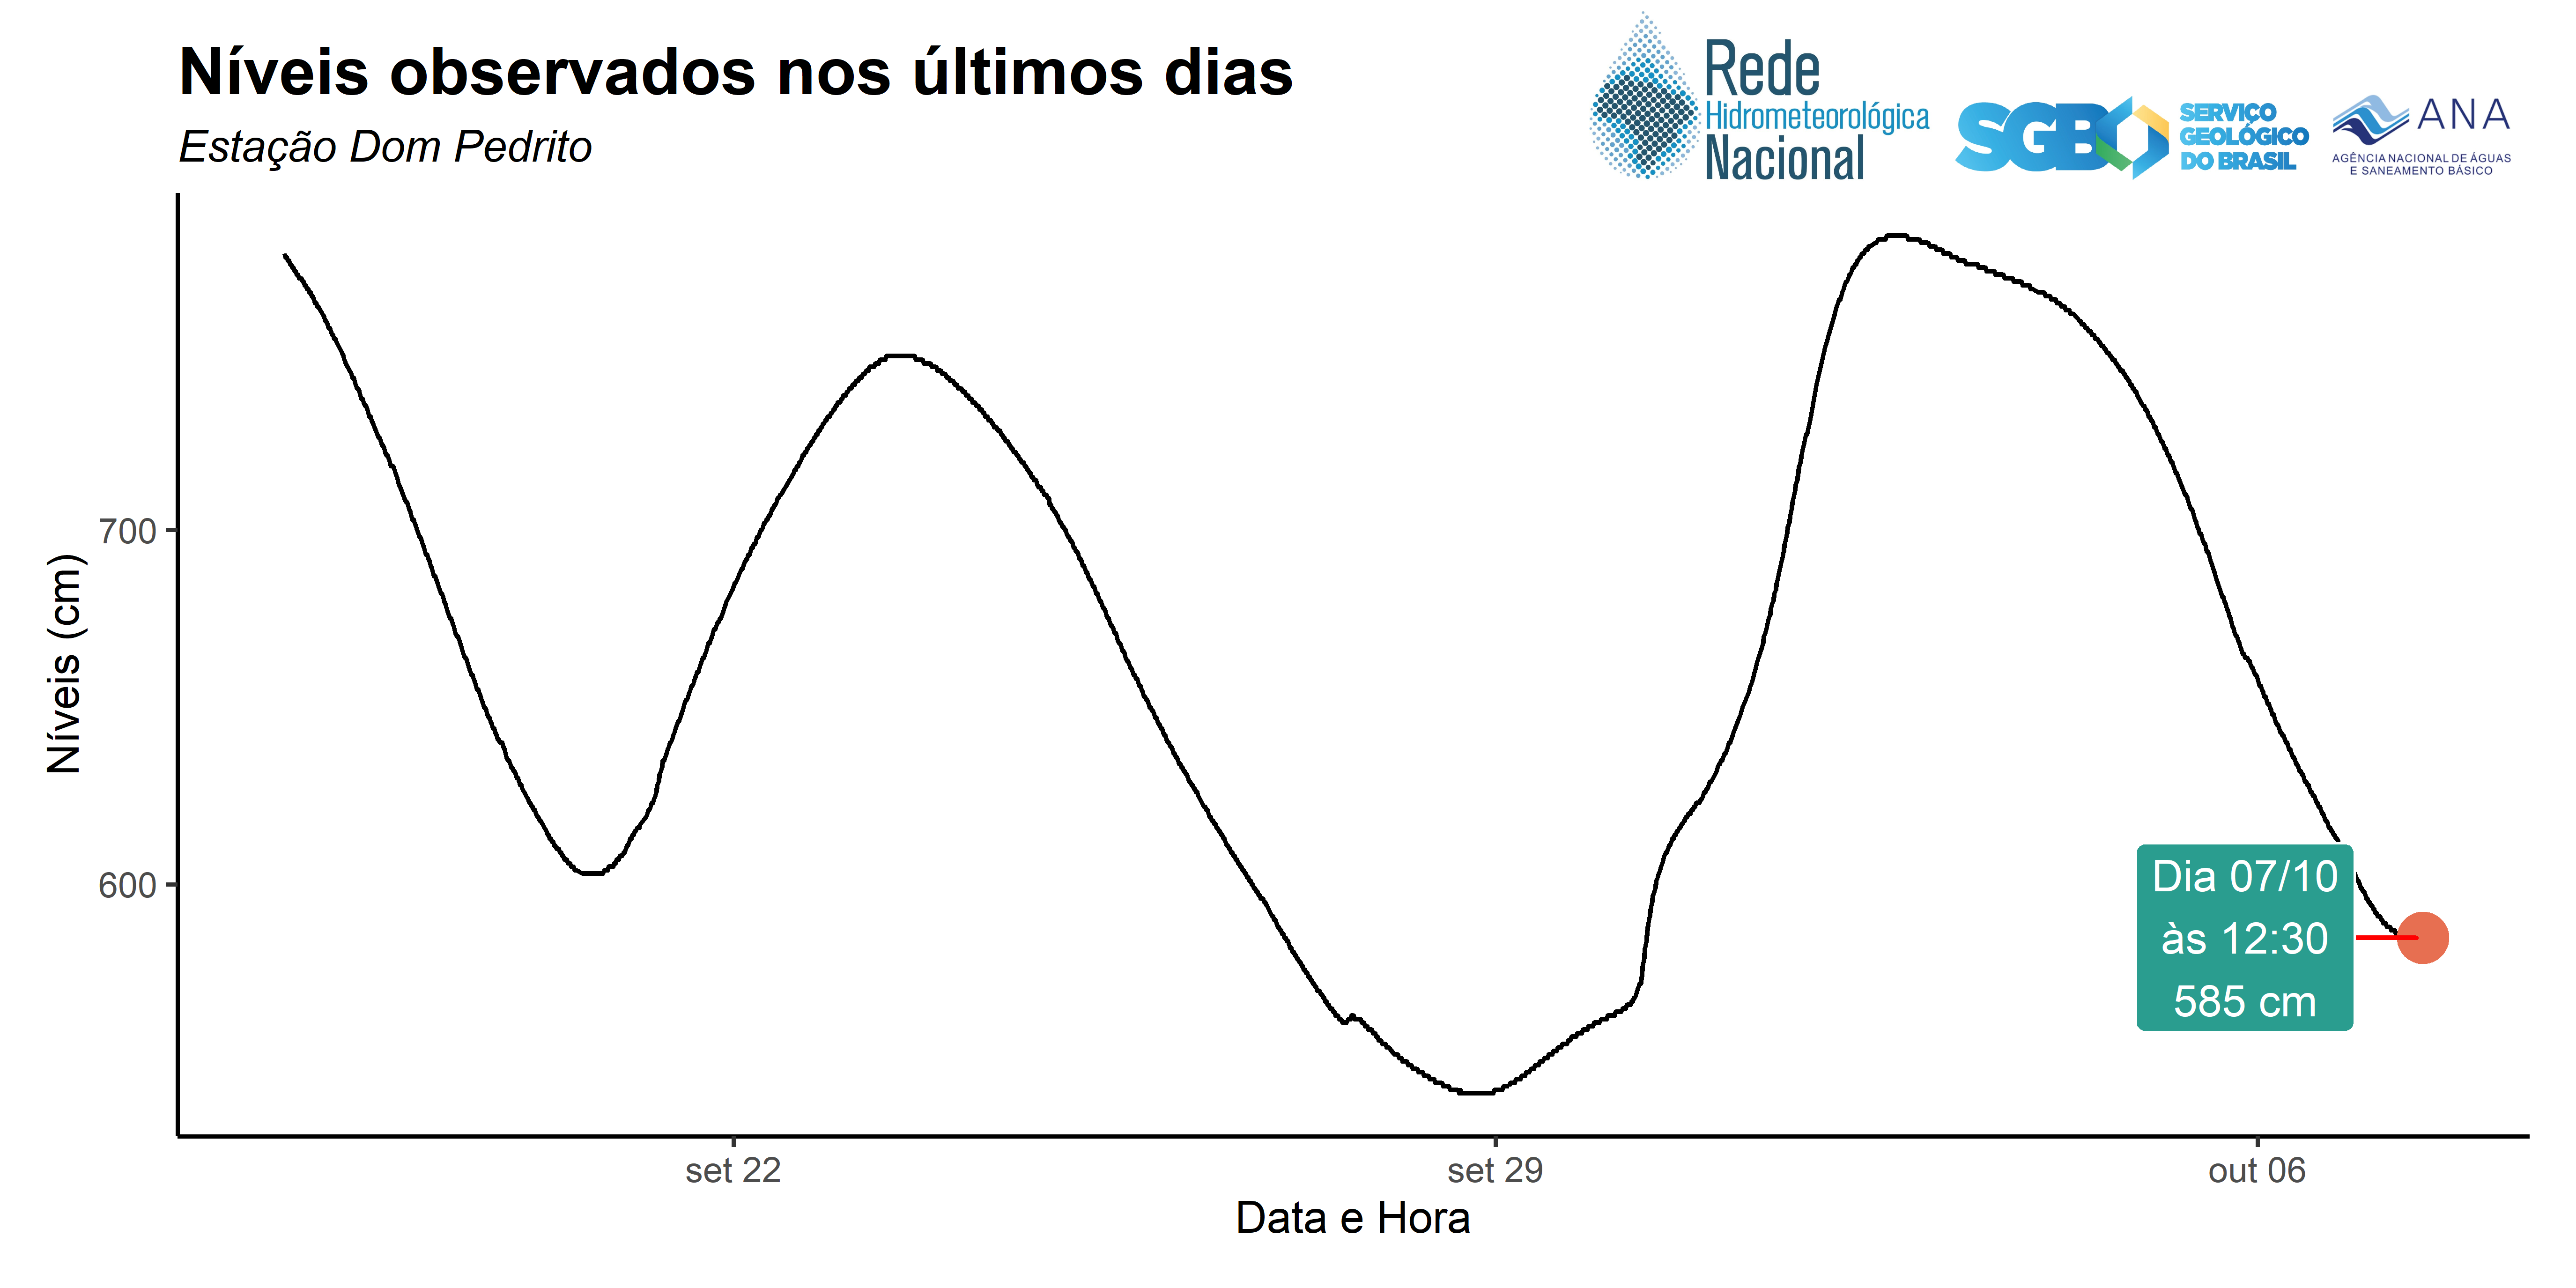 Níveis observados nos últimos dias
Estação Dom Pedrito
Rede
Hidrometeorológica
Nacional
SGB
SERVIÇO
GEOLÓGICO
DO BRASIL
ANA
AGÊNCIA NACIONAL DE ÁGUAS
E SANEAMENTO BÁSICO
Níveis (cm)
700
600
Dia 07/10
às 12:30
585 cm
set 22
set 29
out 06
Data e Hora